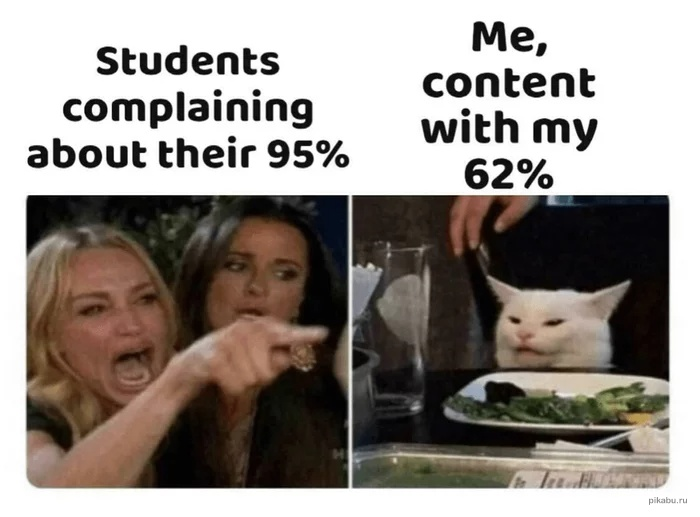 Students
complaining
about their 95%
Me,
content
with my
62%
pikabu.ru